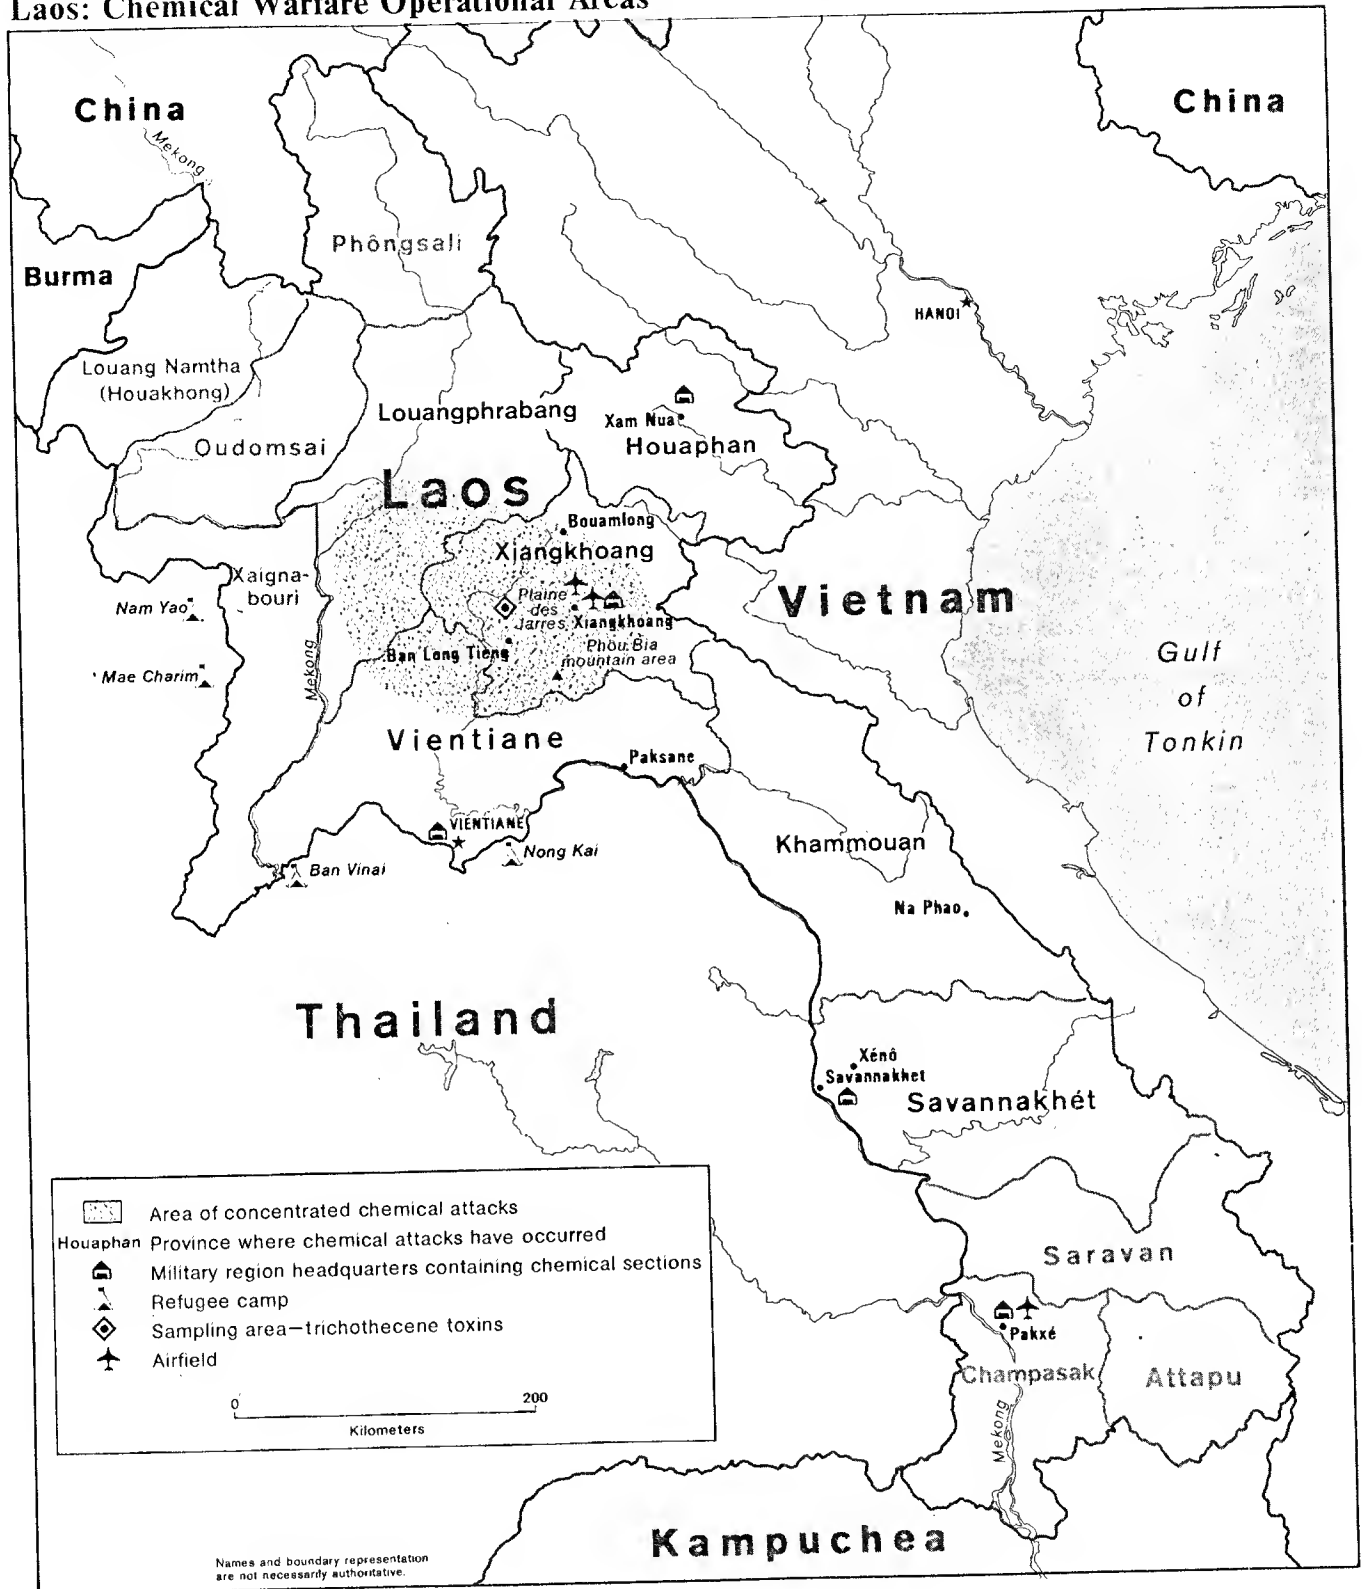 Laos: Chemical Warfare Operational Areas
China
China
Mekong
Phôngsali
Burma
HANOI
Louang Namtha
(Houakhong)
Louangphrabang
Xam Nua
Houaphan
Oudomsai
Laos
Bouamlong
Xiangkhoang
Xaigna-
bouri
Plaine
des
Jarres
Xiangkhoang
Vietnam
Nam Yao
Ban Long Tieng
Phou Bia
mountain area
Mae Charim
Mekong
Gulf
of
Tonkin
Vientiane
Paksane
VIENTIANE
Nong Kai
Ban Vinai
Khammouan
Na Phao
Thailand
Xénô
Savannakhet
Savannakhét
Area of concentrated chemical attacks
Houaphan Province where chemical attacks have occurred
Military region headquarters containing chemical sections
Refugee camp
Sampling area—trichothecene toxins
Airfield
0 200
Kilometers
Saravan
Pakxé
Champasak
Attapu
Mekong
Kampuchea
Names and boundary representation
are not necessarily authoritative.